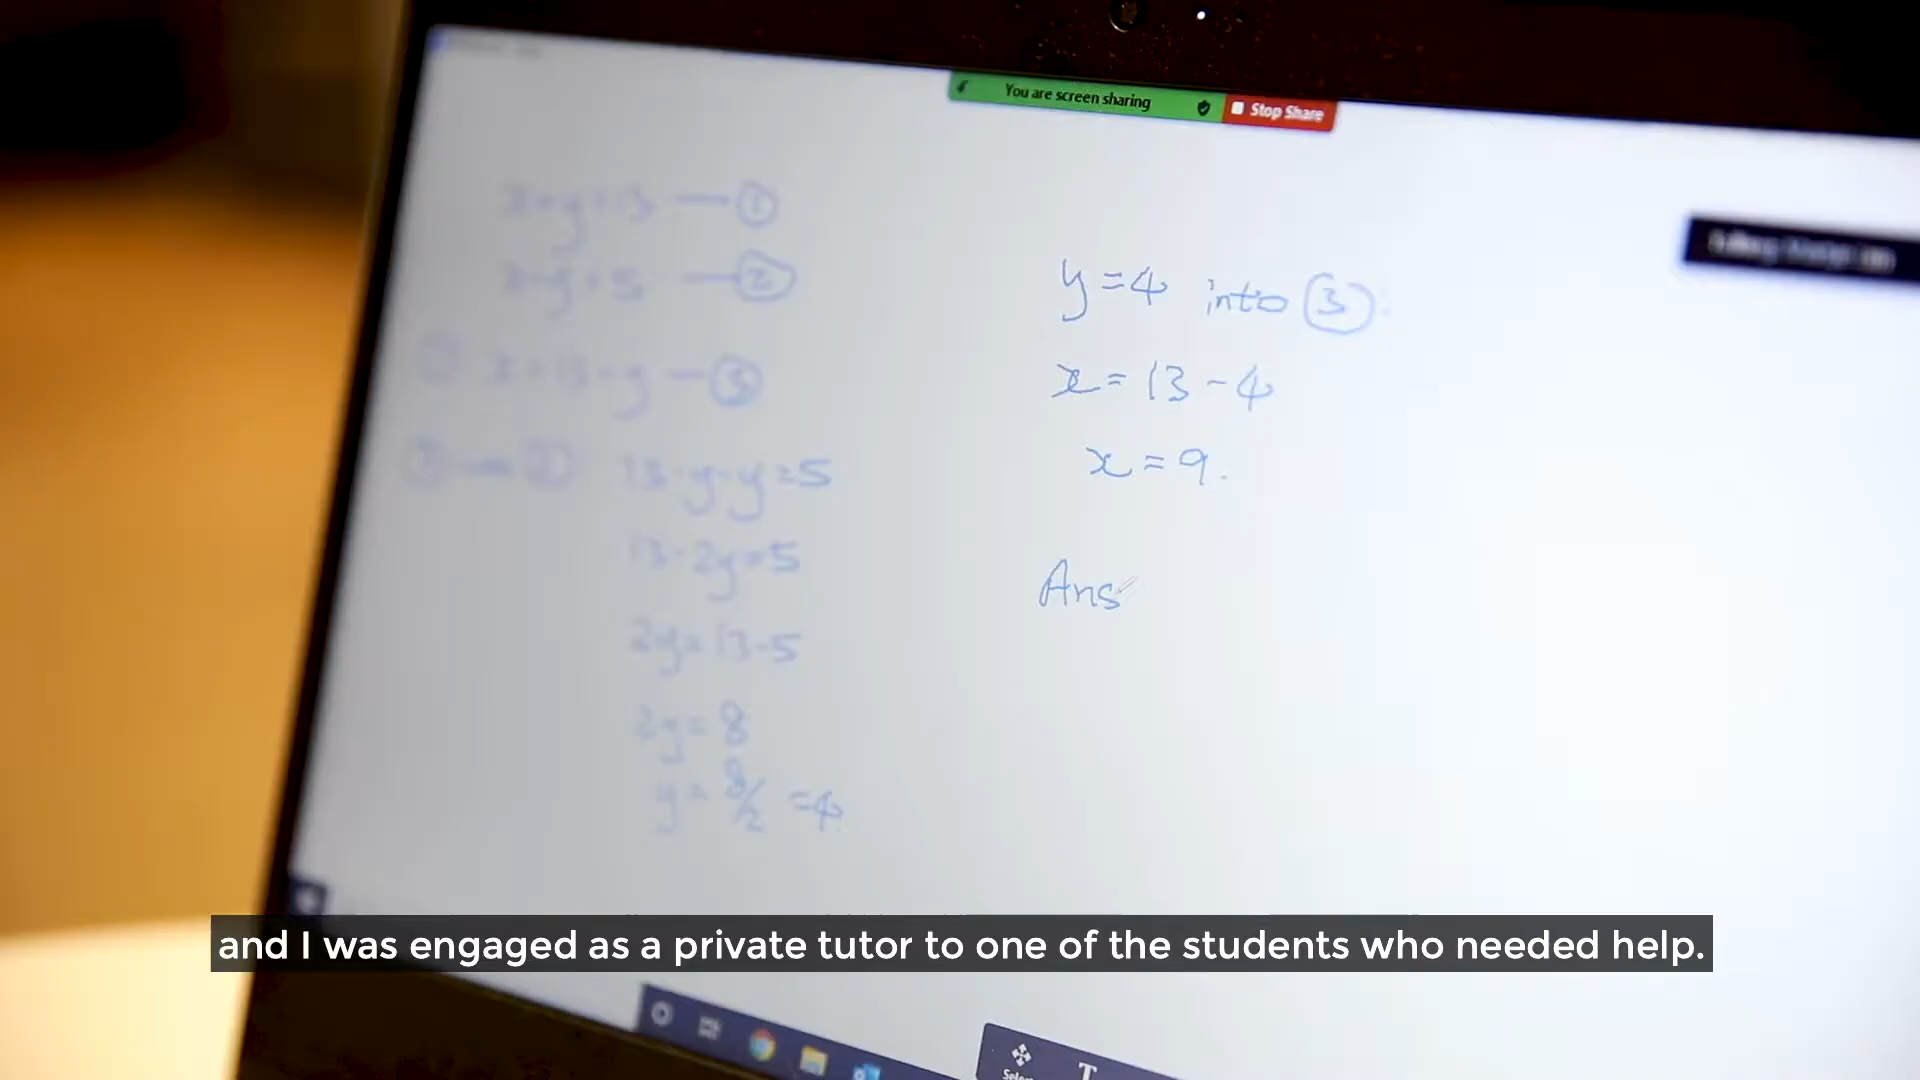 You are screen sharing
Stop Share
x+y=13 — ①
x-y=5 — ②
x=13-y — ③
13-y-y=5
13-2y=5
2y=13-5
2y=8
y=8/2 =4
y=4 into ③:
x=13-4
x=9.
Ans
and I was engaged as a private tutor to one of the students who needed help.
T